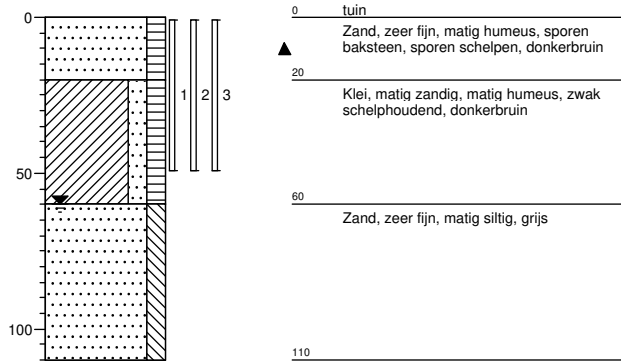 0
50
100
1 2 3
0 tuin
Zand, zeer fijn, matig humeus, sporen
baksteen, sporen schelpen, donkerbruin
20
Klei, matig zandig, matig humeus, zwak
schelphoudend, donkerbruin
60
Zand, zeer fijn, matig siltig, grijs
110